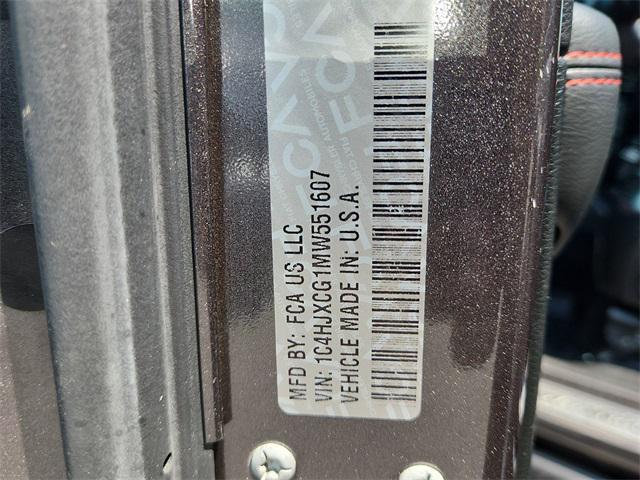 MFD BY: FCA US LLC
VIN: 1C4HJXCG1MW551607
VEHICLE MADE IN: U.S.A.